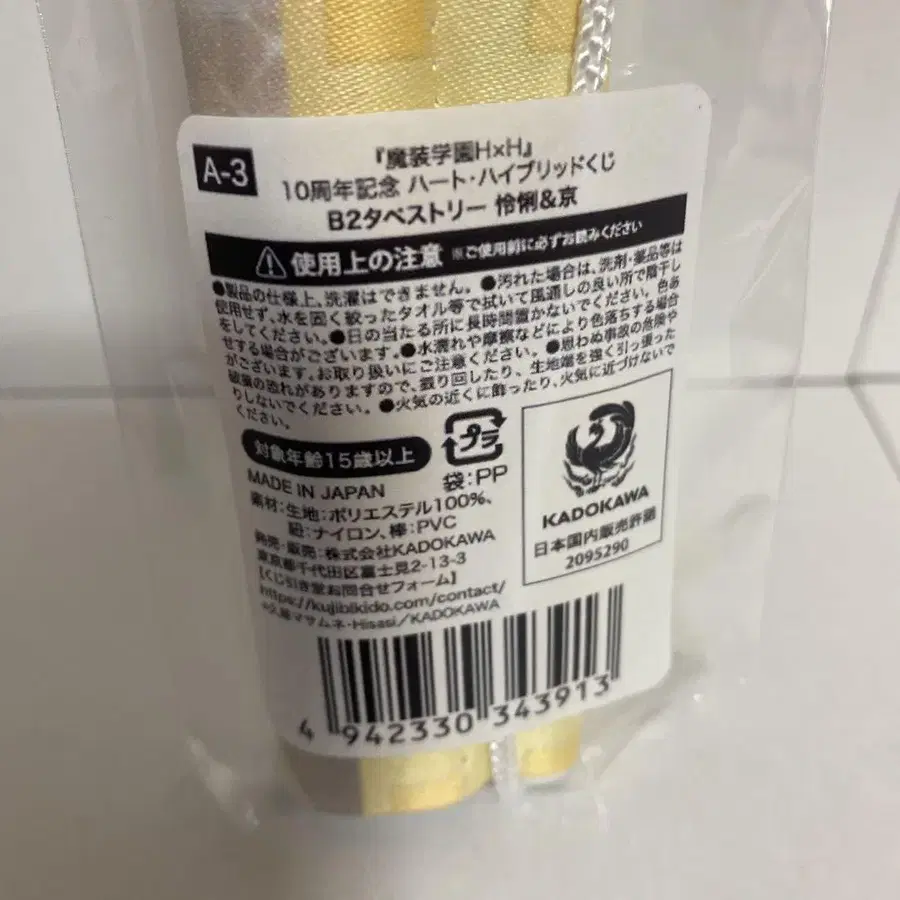 A-3
『魔装学園H×H』
10周年記念 ハート・ハイブリッドくじ
B2タペストリー 怜悧&京
使用上の注意 ※ご使用前に必ずお読みください
●製品の仕様上、洗濯はできません。●汚れた場合は、洗剤・薬品等は
使用せず、水を固く絞ったタオル等で拭いて風通しの良い所で陰干し
をしてください。●日の当たる所に長時間置かないでください。色あ
せする場合がございます。●水濡れや摩擦などにより色落ちする場合
がございます。お取り扱いにご注意ください。●思わぬ事故の危険や
破損の恐れがありますので、振り回したり、生地端を強く引っ張った
りしないでください。●火気の近くに飾ったり、火気に近づけないで
ください。
対象年齢15歳以上
プラ
袋:PP
MADE IN JAPAN
素材:生地:ポリエステル100%、
紐:ナイロン、棒:PVC
発売・販売:株式会社KADOKAWA
東京都千代田区富士見2-13-3
【くじ引き堂お問合せフォーム】
https://kujibikido.com/contact/
©久慈マサムネ・Hisasi/KADOKAWA
KADOKAWA
日本国内販売許諾
2095290
4 942330 343913